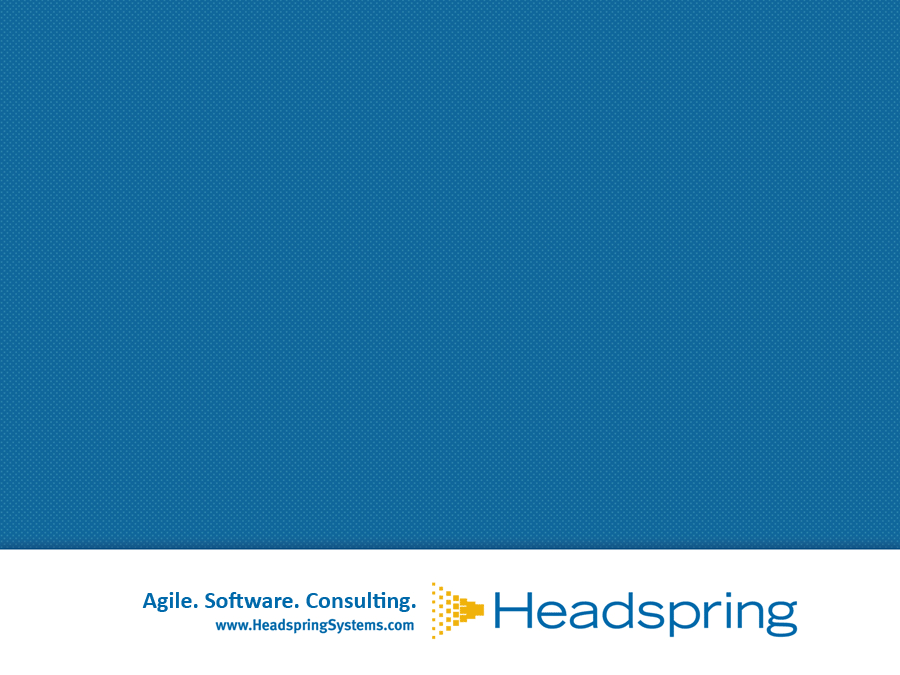 Agile. Software. Consulting.
www.HeadspringSystems.com
Headspring